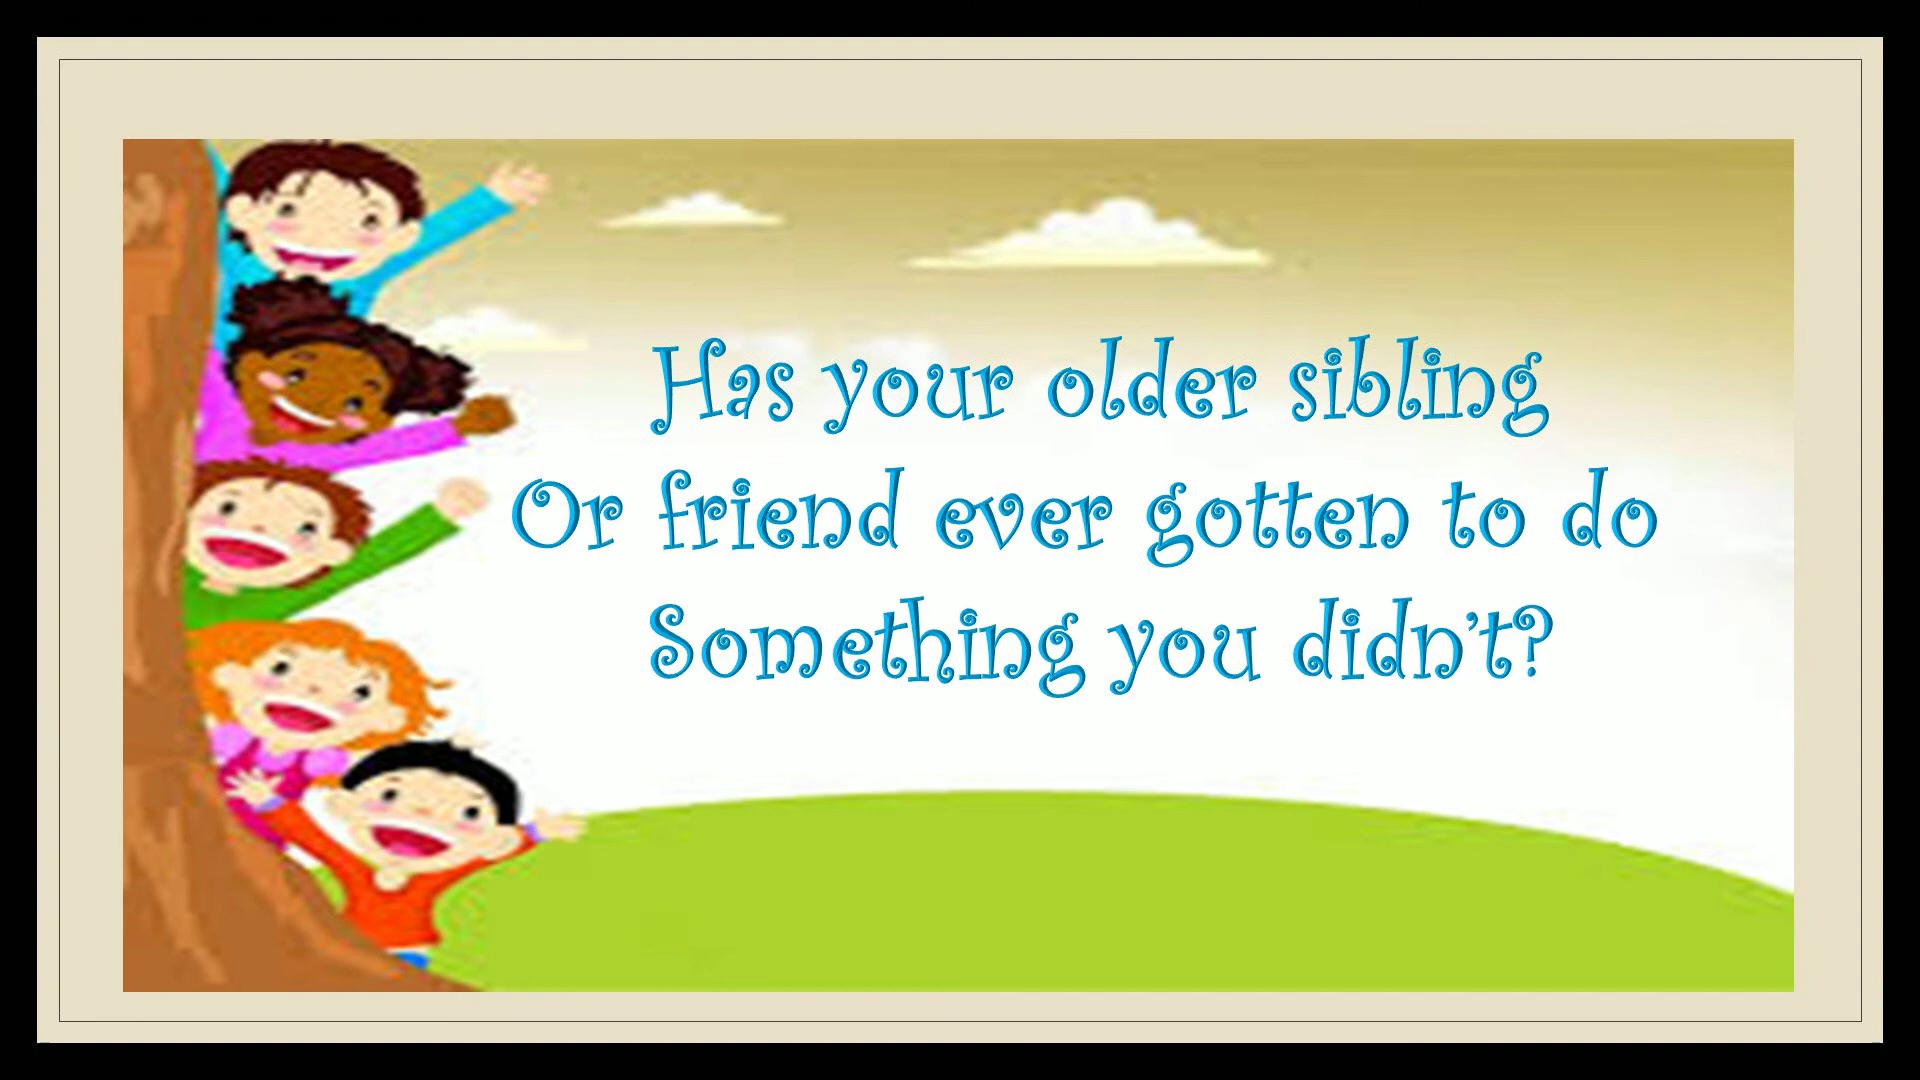 Has your older sibling
Or friend ever gotten to do
Something you didn't?